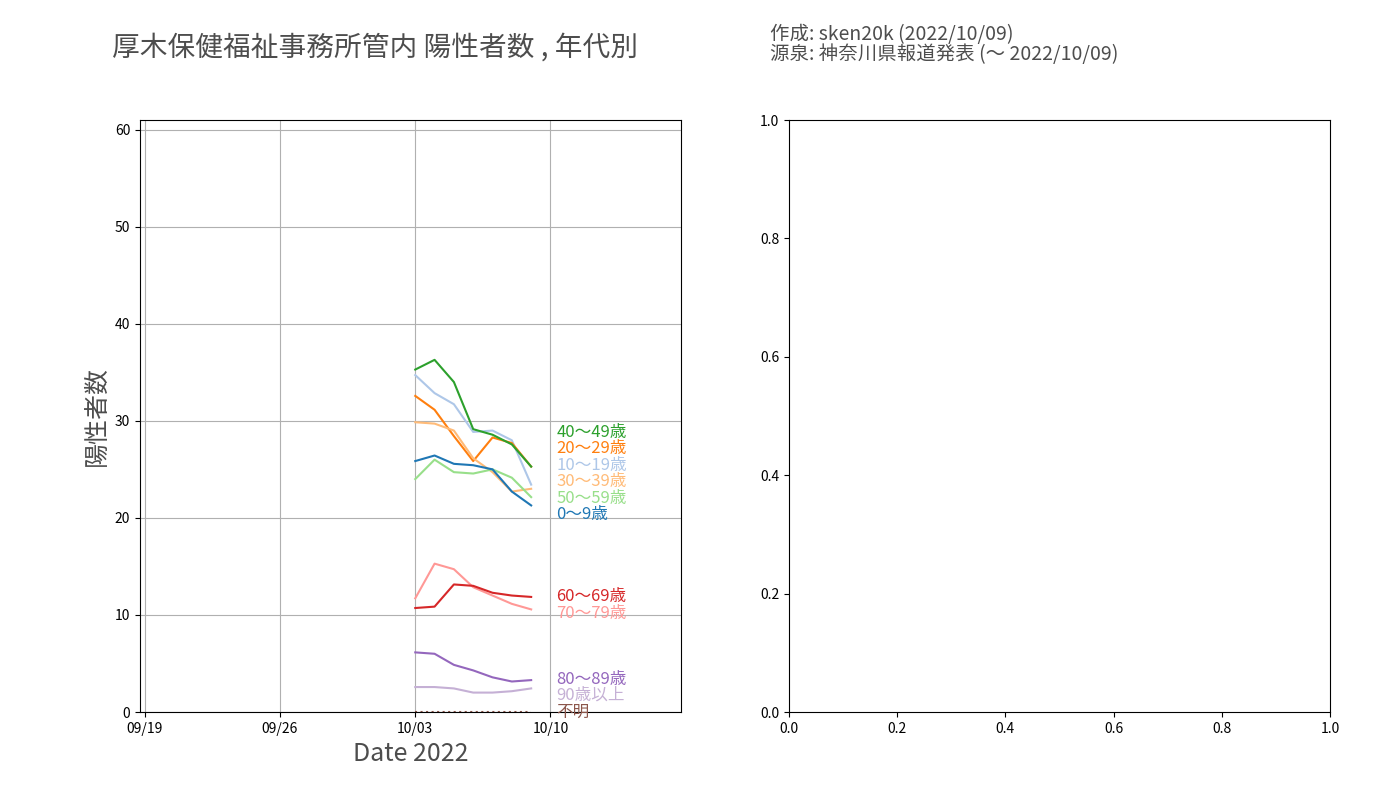 厚木保健福祉事務所管内 陽性者数 , 年代別
作成: sken20k (2022/10/09)
源泉: 神奈川県報道発表 (～ 2022/10/09)
陽性者数
60
50
40
30
20
10
0
40～49歳
20～29歳
10～19歳
30～39歳
50～59歳
0～9歳
60～69歳
70～79歳
80～89歳
90歳以上
不明
09/19 09/26 10/03 10/10
Date 2022
1.0
0.8
0.6
0.4
0.2
0.0
0.0 0.2 0.4 0.6 0.8 1.0